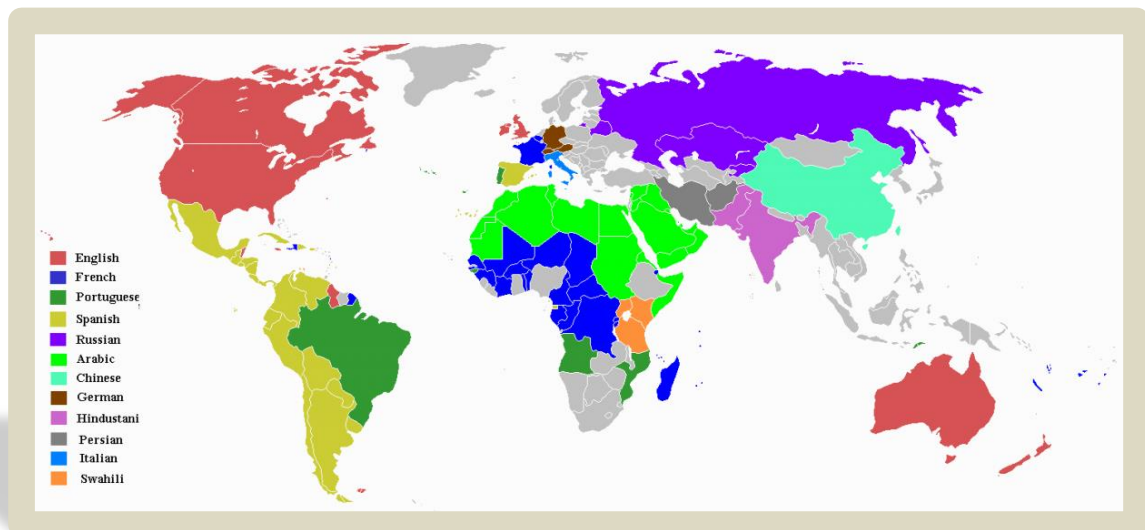 English
French
Portuguese
Spanish
Russian
Arabic
Chinese
German
Hindustani
Persian
Italian
Swahili